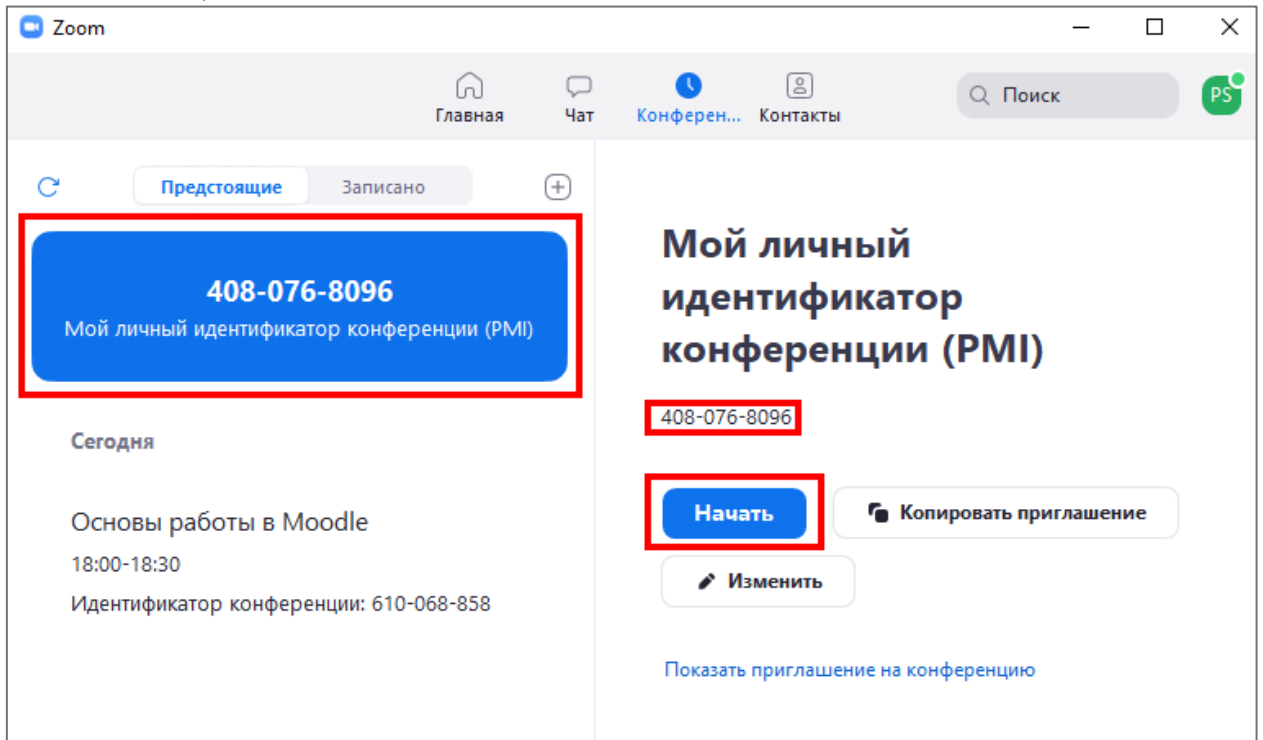 Zoom
Главная
Чат
Конферен...
Контакты
Поиск
PS
Предстоящие
Записано
408-076-8096
Мой личный идентификатор конференции (PMI)
Сегодня
Основы работы в Moodle
18:00-18:30
Идентификатор конференции: 610-068-858
Мой личный
идентификатор
конференции (PMI)
408-076-8096
Начать
Копировать приглашение
Изменить
Показать приглашение на конференцию